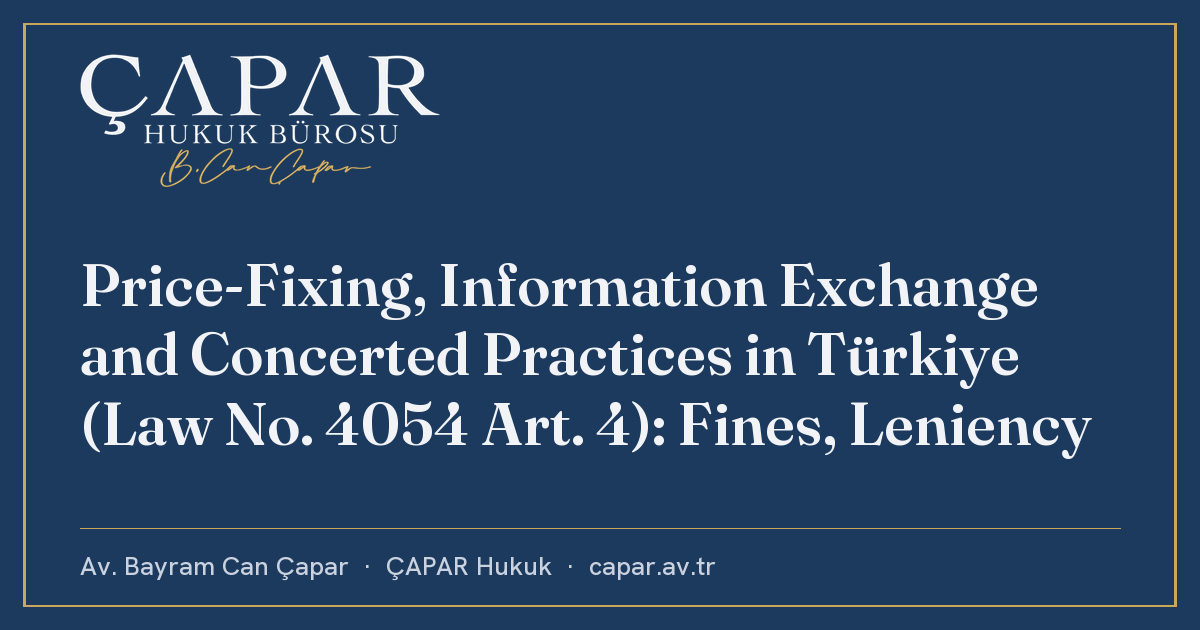 ÇAPAR
HUKUK BÜROSU
B.Can Çapar
Price-Fixing, Information Exchange
and Concerted Practices in Türkiye
(Law No. 4054 Art. 4): Fines, Leniency
Av. Bayram Can Çapar · ÇAPAR Hukuk · capar.av.tr